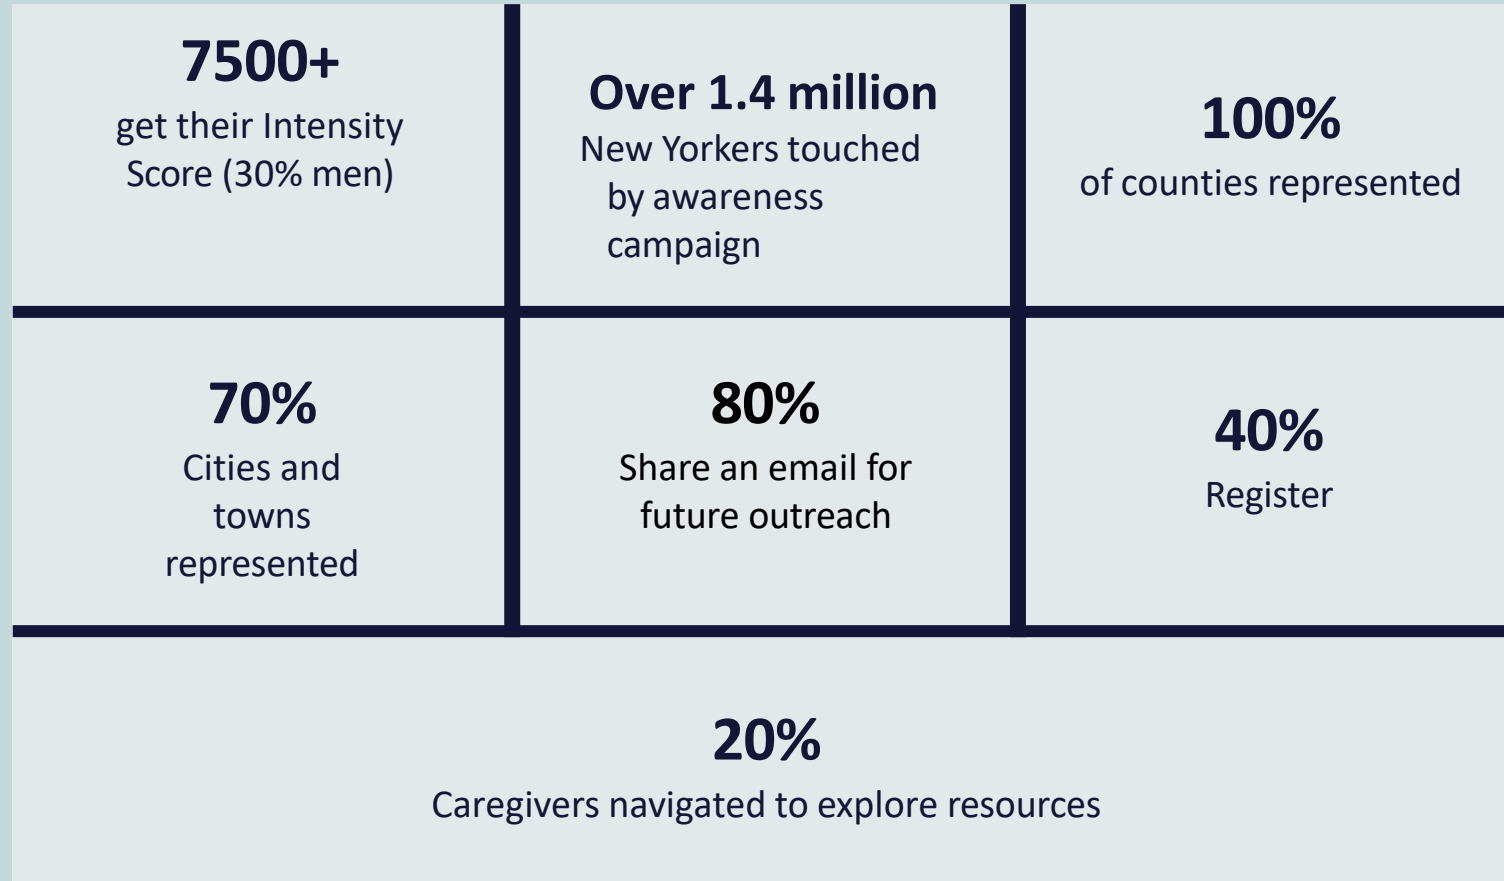 7500+
get their Intensity
Score (30% men)
Over 1.4 million
New Yorkers touched
by awareness
campaign
100%
of counties represented
70%
Cities and
towns
represented
80%
Share an email for
future outreach
40%
Register
20%
Caregivers navigated to explore resources